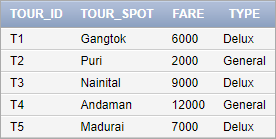 TOUR_ID TOUR_SPOT FARE TYPE
T1 Gangtok 6000 Delux
T2 Puri 2000 General
T3 Nainital 9000 Delux
T4 Andaman 12000 General
T5 Madurai 7000 Delux